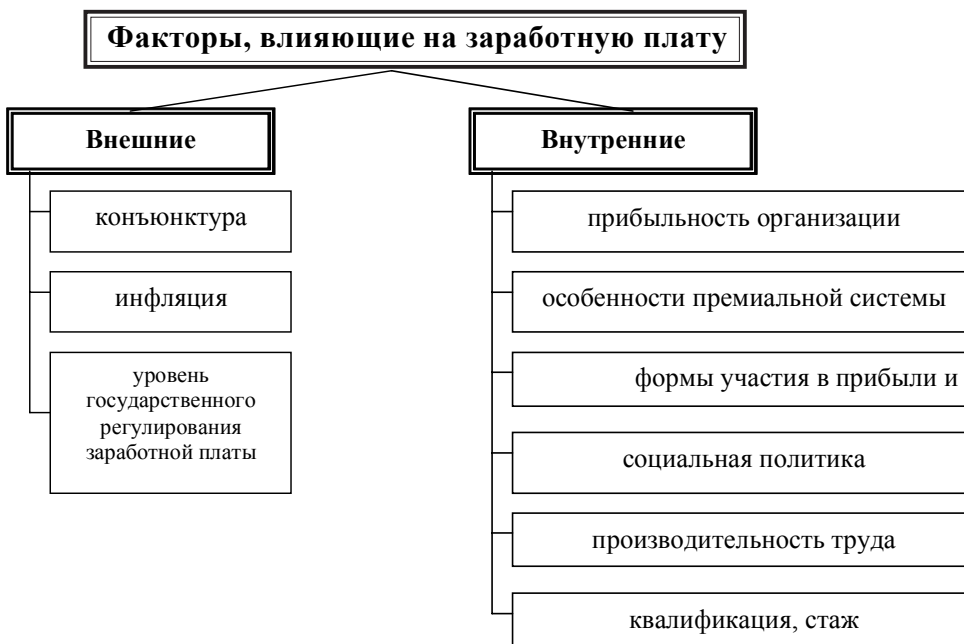 Факторы, влияющие на заработную плату
Внешние
конъюнктура
инфляция
уровень
государственного
регулирования
заработной платы
Внутренние
прибыльность организации
особенности премиальной системы
формы участия в прибыли и
социальная политика
производительность труда
квалификация, стаж